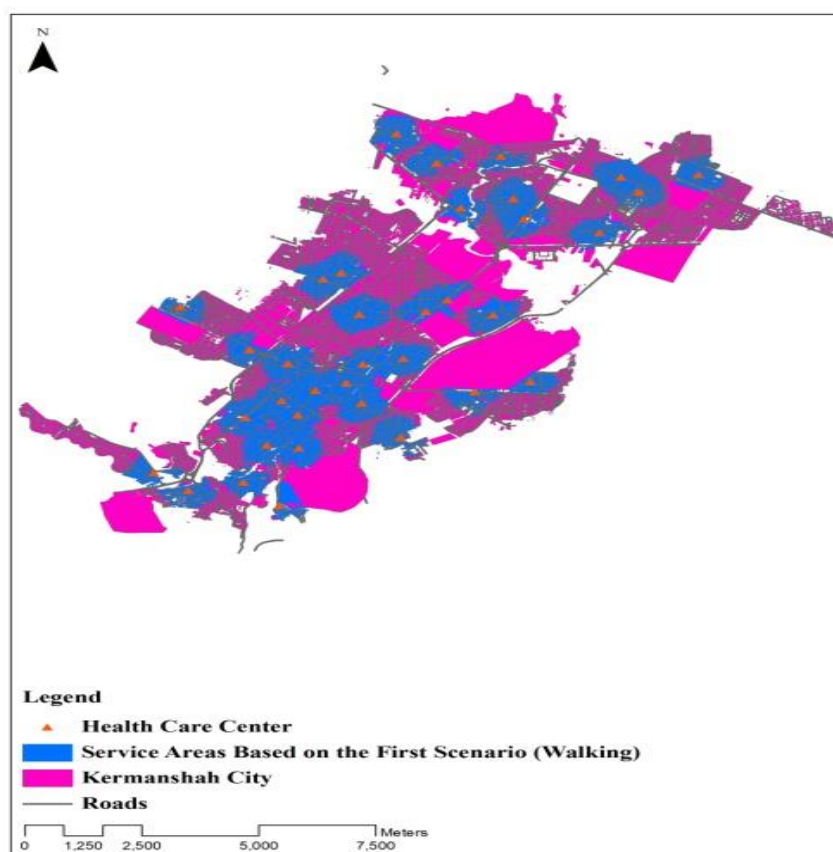 N
Legend
Health Care Center
Service Areas Based on the First Scenario (Walking)
Kermanshah City
Roads
Meters
0 1,250 2,500 5,000 7,500